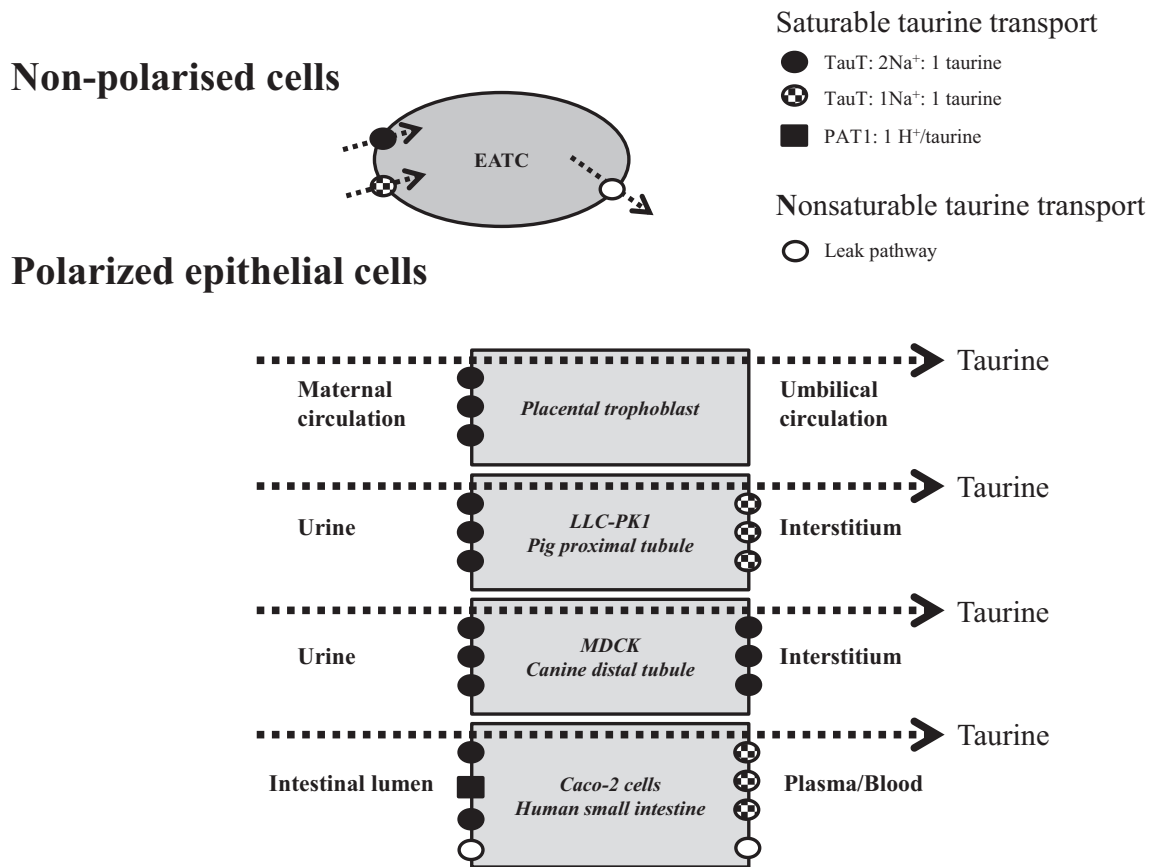 Non-polarised cells
EATC
Saturable taurine transport
TauT: 2Na⁺: 1 taurine
TauT: 1Na⁺: 1 taurine
PAT1: 1 H⁺/taurine
Nonsaturable taurine transport
Leak pathway
Polarized epithelial cells
Taurine
Maternal
circulation
Placental trophoblast
Umbilical
circulation
Taurine
Urine
LLC-PK1
Pig proximal tubule
Interstitium
Taurine
Urine
MDCK
Canine distal tubule
Interstitium
Taurine
Intestinal lumen
Caco-2 cells
Human small intestine
Plasma/Blood